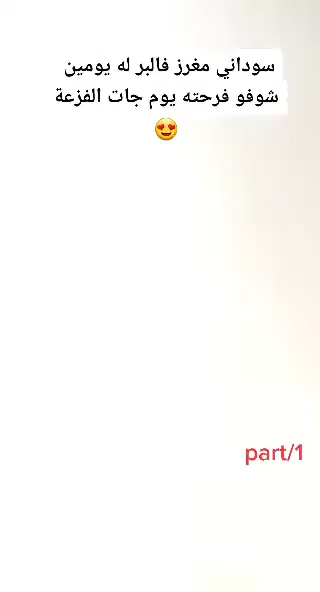 سوداني مغرز فالبر له يومين
شوفو فرحته يوم جات الفزعة
😍
part/1